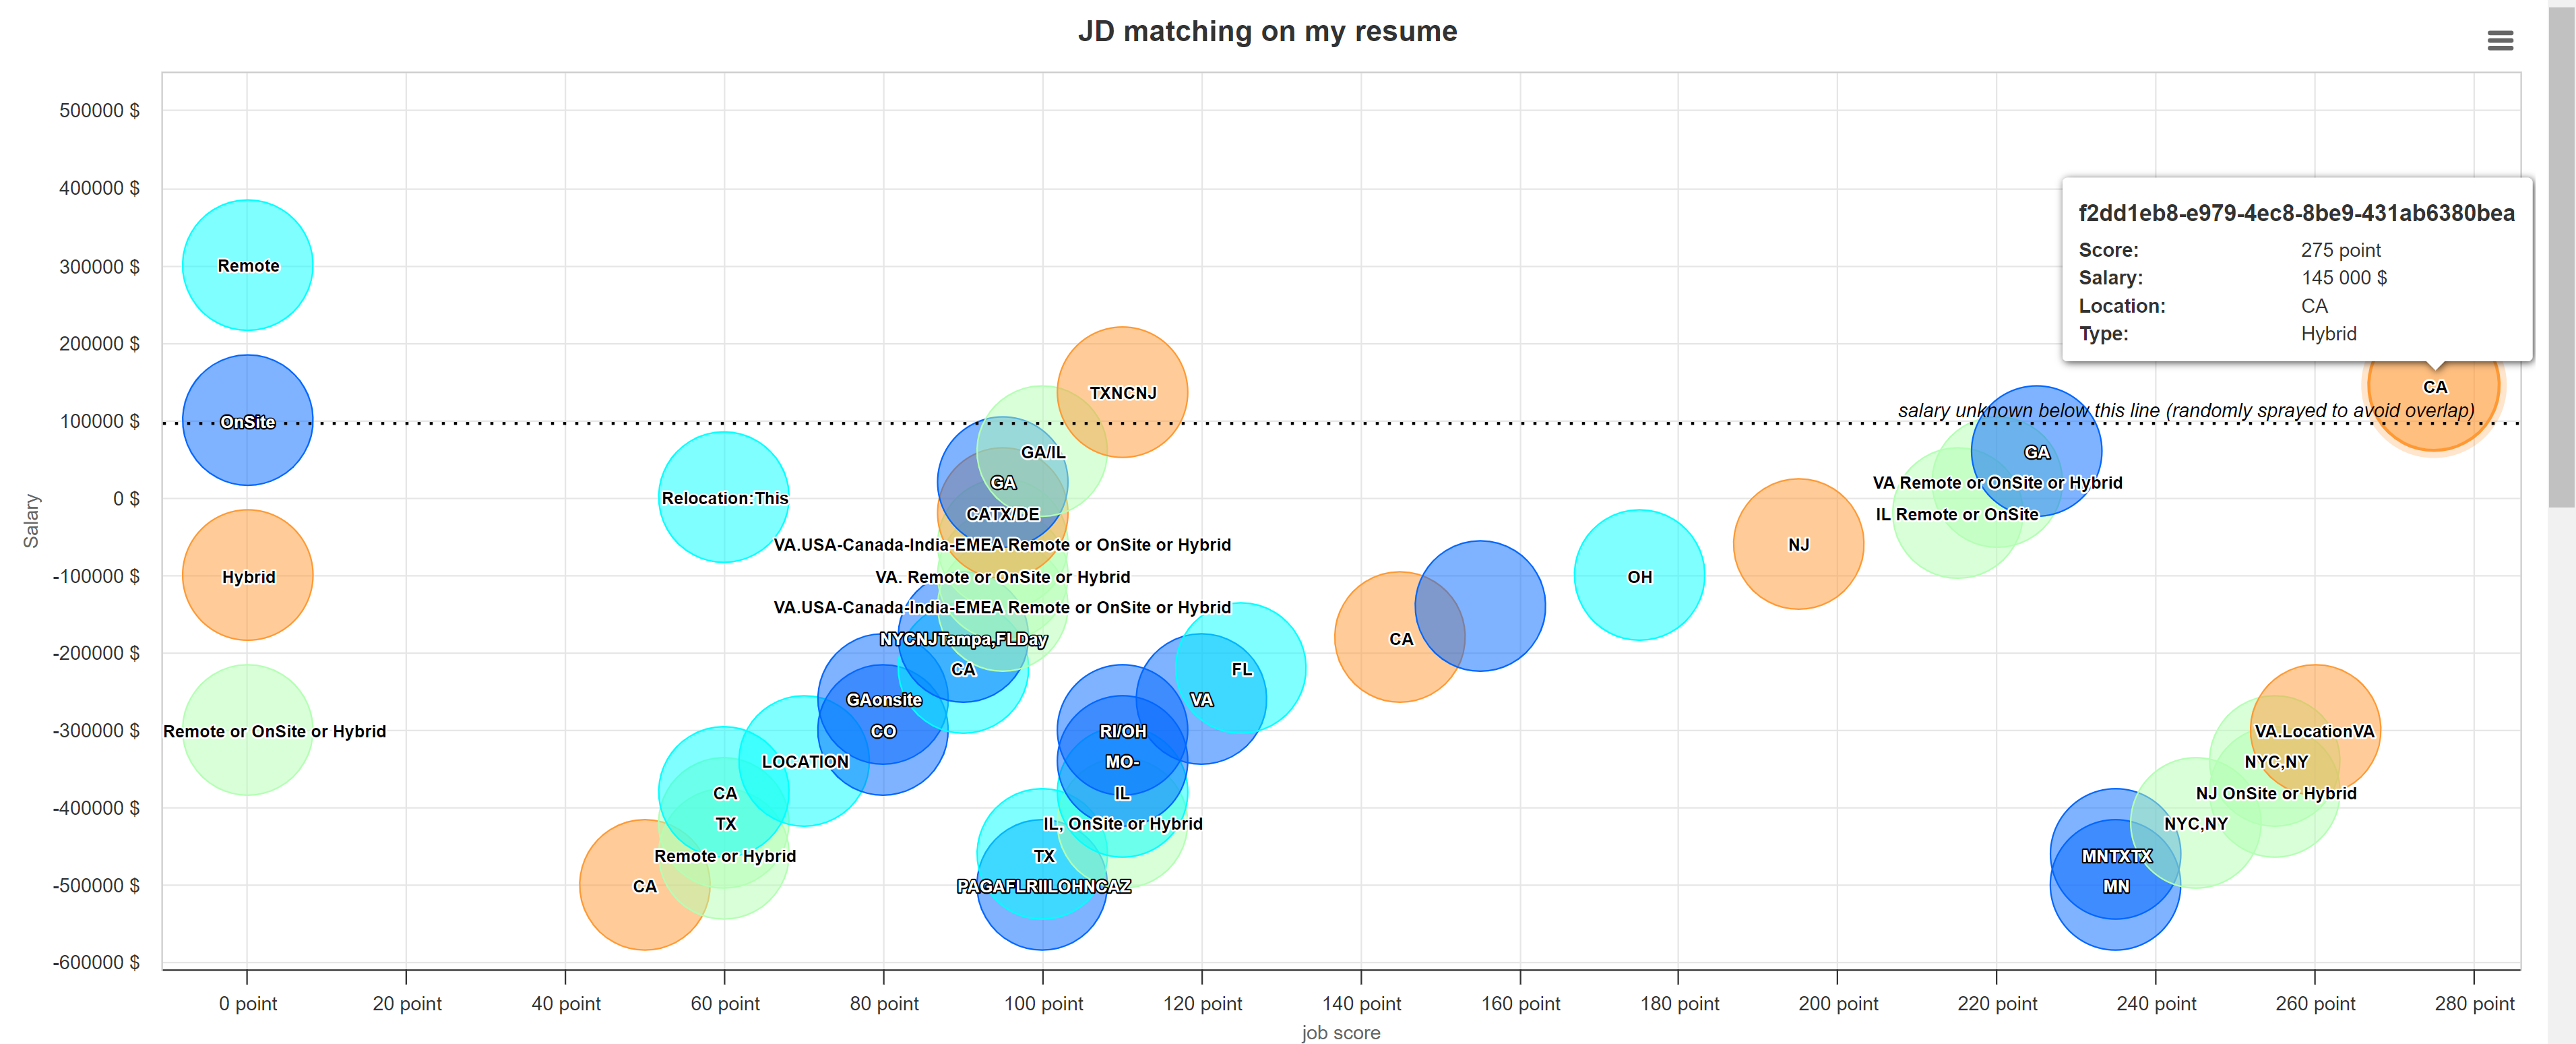 JD matching on my resume
500000 $
400000 $
300000 $
200000 $
100000 $
0 $
-100000 $
-200000 $
-300000 $
-400000 $
-500000 $
-600000 $
Salary
f2dd1eb8-e979-4ec8-8be9-431ab6380bea
Score: 275 point
Salary: 145 000 $
Location: CA
Type: Hybrid
Remote
CA
TXNCNJ
salary unknown below this line (randomly sprayed to avoid overlap)
OnSite
GA/IL
GA
GA
VA Remote or OnSite or Hybrid
Relocation:This
CATX/DE
IL Remote or OnSite
VA.USA-Canada-India-EMEA Remote or OnSite or Hybrid
NJ
Hybrid
VA. Remote or OnSite or Hybrid
OH
VA.USA-Canada-India-EMEA Remote or OnSite or Hybrid
NYCNJTampa,FLDay
CA
CA
FL
GAonsite
VA
Remote or OnSite or Hybrid
CO
RI/OH
VA.LocationVA
LOCATION
MO-
NYC,NY
CA
IL
NJ OnSite or Hybrid
TX
IL, OnSite or Hybrid
NYC,NY
Remote or Hybrid
TX
MNTXTX
CA
PAGAFLRIILOHNCAZ
MN
0 point
20 point
40 point
60 point
80 point
100 point
120 point
140 point
160 point
180 point
200 point
220 point
240 point
260 point
280 point
job score